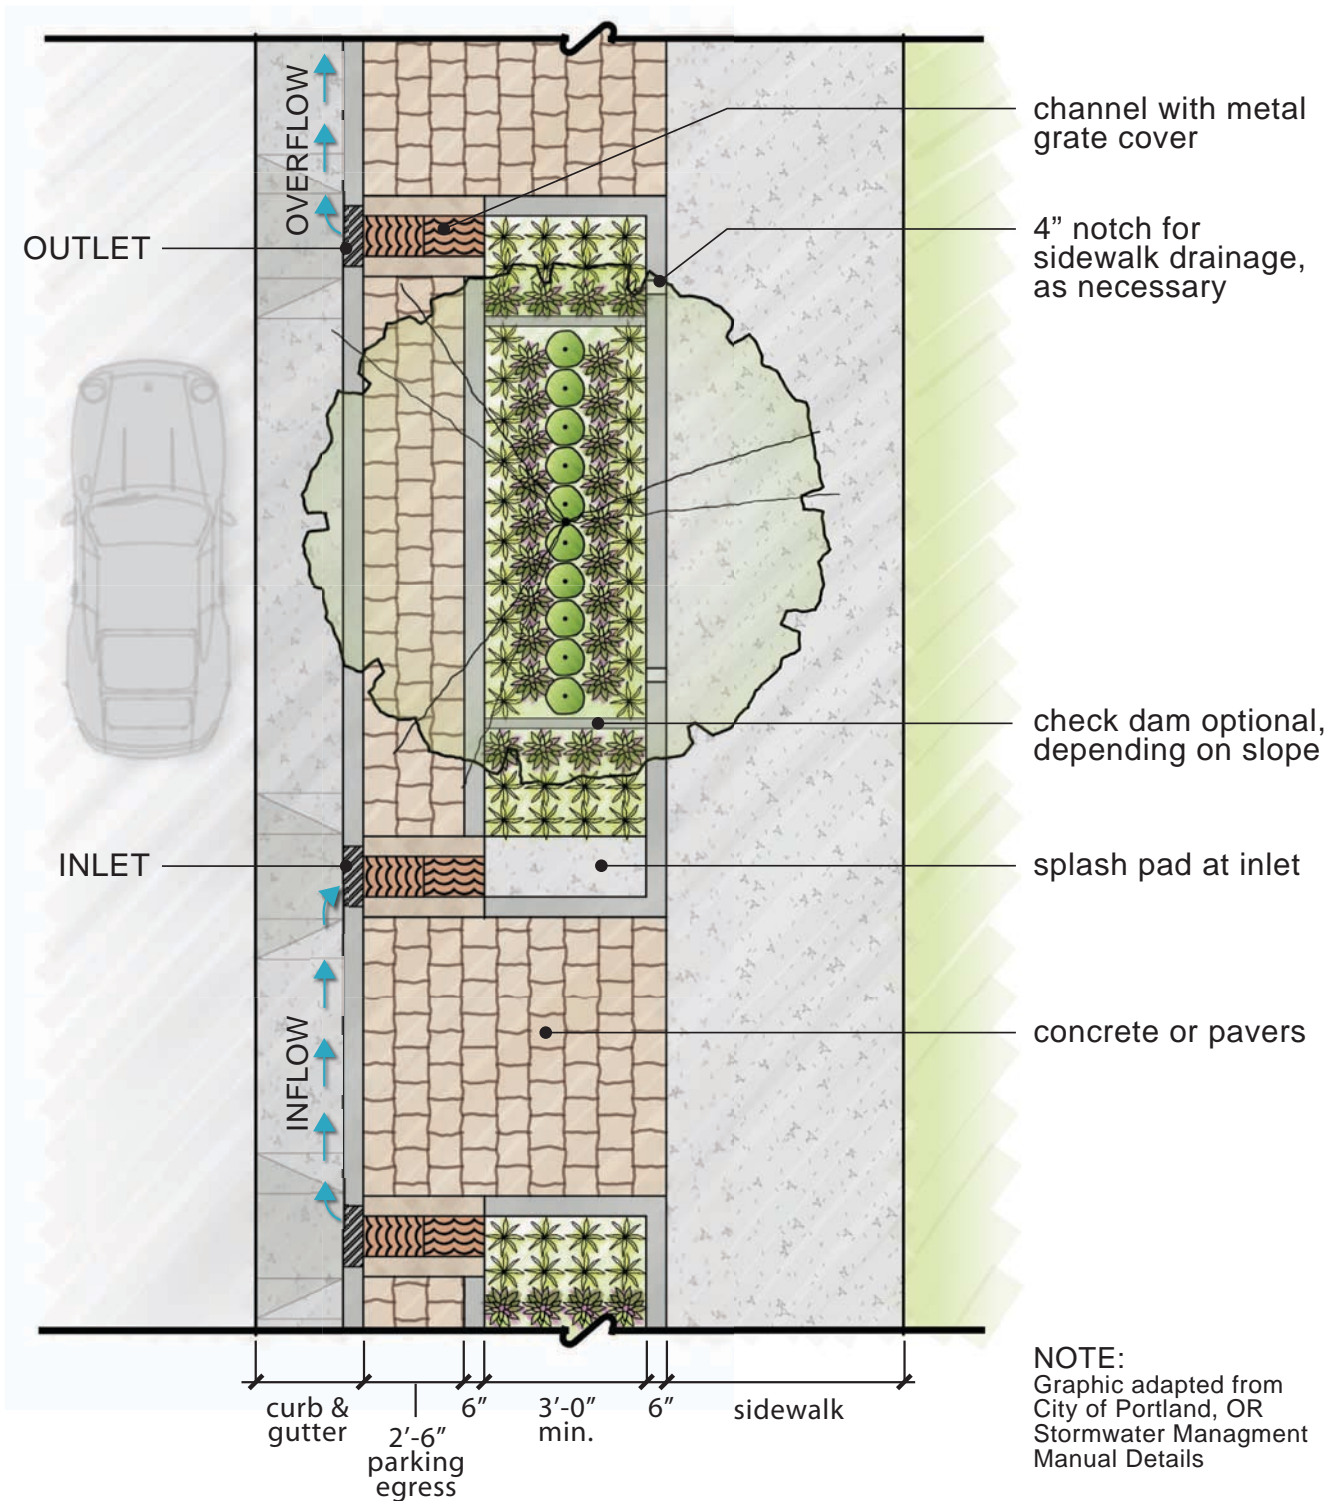 OVERFLOW
channel with metal
grate cover
OUTLET
4” notch for
sidewalk drainage,
as necessary
check dam optional,
depending on slope
INLET
splash pad at inlet
INFLOW
concrete or pavers
curb &
gutter
2’-6”
parking
egress
6”
3’-0”
min.
6”
sidewalk
NOTE:
Graphic adapted from
City of Portland, OR
Stormwater Managment
Manual Details